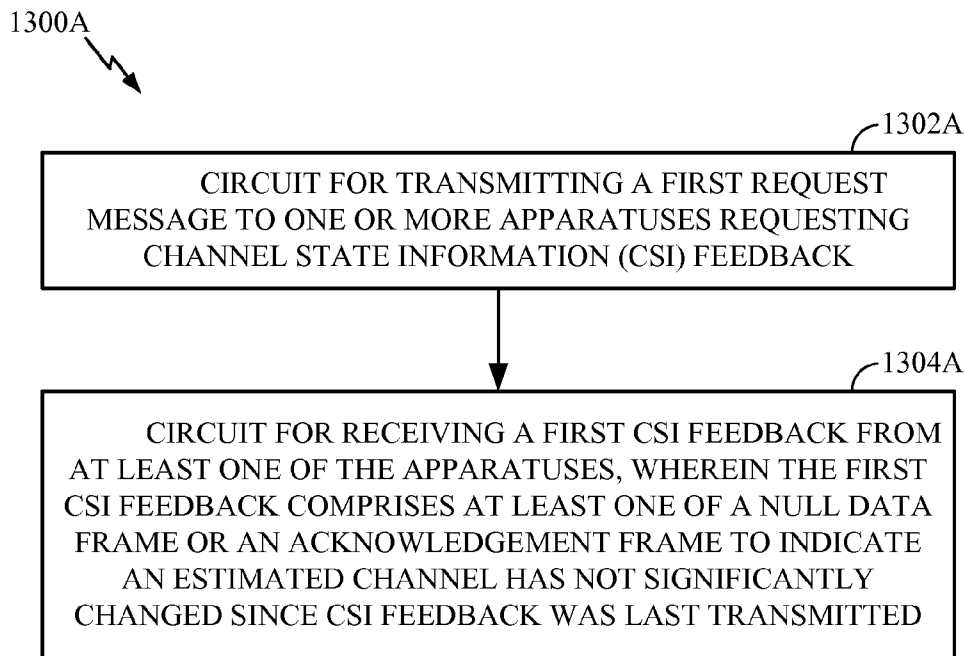 1300A
1302A
CIRCUIT FOR TRANSMITTING A FIRST REQUEST
MESSAGE TO ONE OR MORE APPARATUSES REQUESTING
CHANNEL STATE INFORMATION (CSI) FEEDBACK
1304A
CIRCUIT FOR RECEIVING A FIRST CSI FEEDBACK FROM
AT LEAST ONE OF THE APPARATUSES, WHEREIN THE FIRST
CSI FEEDBACK COMPRISES AT LEAST ONE OF A NULL DATA
FRAME OR AN ACKNOWLEDGEMENT FRAME TO INDICATE
AN ESTIMATED CHANNEL HAS NOT SIGNIFICANTLY
CHANGED SINCE CSI FEEDBACK WAS LAST TRANSMITTED